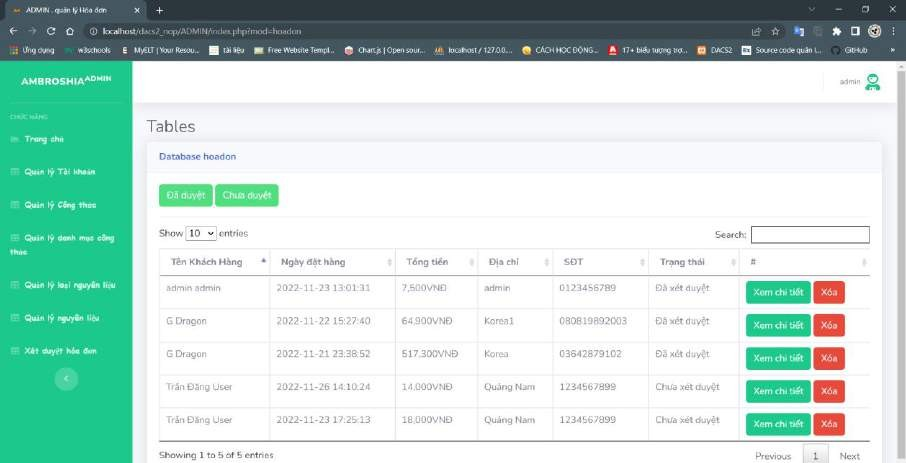 ADMIN . quản lý Hóa đơn
localhost/dacs2_nop/ADMIN/index.php?mod=hoadon
Ứng dụng w3schools MyELT (Your Resou... tài liệu Free Website Templ... Chart.js | Open sour... localhost / 127.0.0.... CÁCH HỌC ĐỘNG... 17+ biểu tượng trơ... DACS2 Source code quản l... GitHub »
AMBROSHIA ADMIN
admin
CHỨC NĂNG
Trang chủ
Quản lý Tài khoản
Quản lý Công thức
Quản lý danh mục công thức
Quản lý loại nguyên liệu
Quản lý nguyên liệu
Xét duyệt hóa đơn
Tables
Database hoadon
Đã duyệt Chưa duyệt
Show 10 entries Search:
Tên Khách Hàng Ngày đặt hàng Tổng tiền Địa chỉ SĐT Trạng thái #
admin admin 2022-11-23 13:01:31 7,500VNĐ admin 0123456789 Đã xét duyệt Xem chi tiết Xóa
G Dragon 2022-11-22 15:27:40 64,900VNĐ Korea1 080819892003 Đã xét duyệt Xem chi tiết Xóa
G Dragon 2022-11-21 23:38:52 517,300VNĐ Korea 03642879102 Đã xét duyệt Xem chi tiết Xóa
Trần Đăng User 2022-11-26 14:10:24 14,000VNĐ Quảng Nam 1234567899 Chưa xét duyệt Xem chi tiết Xóa
Trần Đăng User 2022-11-23 17:25:13 18,000VNĐ Quảng Nam 1234567899 Chưa xét duyệt Xem chi tiết Xóa
Showing 1 to 5 of 5 entries Previous 1 Next